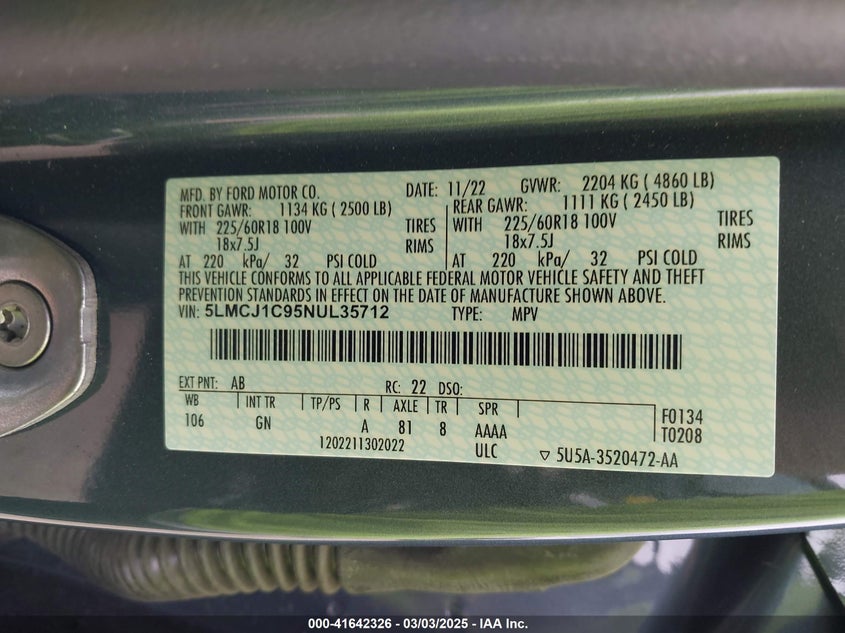 MFD. BY FORD MOTOR CO. DATE: 11/22 GVWR: 2204 KG ( 4860 LB)
FRONT GAWR: 1134 KG ( 2500 LB) REAR GAWR: 1111 KG ( 2450 LB)
WITH 225/60R18 100V TIRES WITH 225/60R18 100V TIRES
18x7.5J RIMS 18x7.5J RIMS
AT 220 kPa/ 32 PSI COLD AT 220 kPa/ 32 PSI COLD
THIS VEHICLE CONFORMS TO ALL APPLICABLE FEDERAL MOTOR VEHICLE SAFETY AND THEFT
PREVENTION STANDARDS IN EFFECT ON THE DATE OF MANUFACTURE SHOWN ABOVE.
VIN: 5LMCJ1C95NUL35712 TYPE: MPV
EXT PNT: AB RC: 22 DSO:
WB INT TR TP/PS R AXLE TR SPR F0134
106 GN A 81 8 AAAA T0208
1202211302022 ULC ▽ 5U5A-3520472-AA
000-41642326 | 03/03/2025 | IAA Inc.